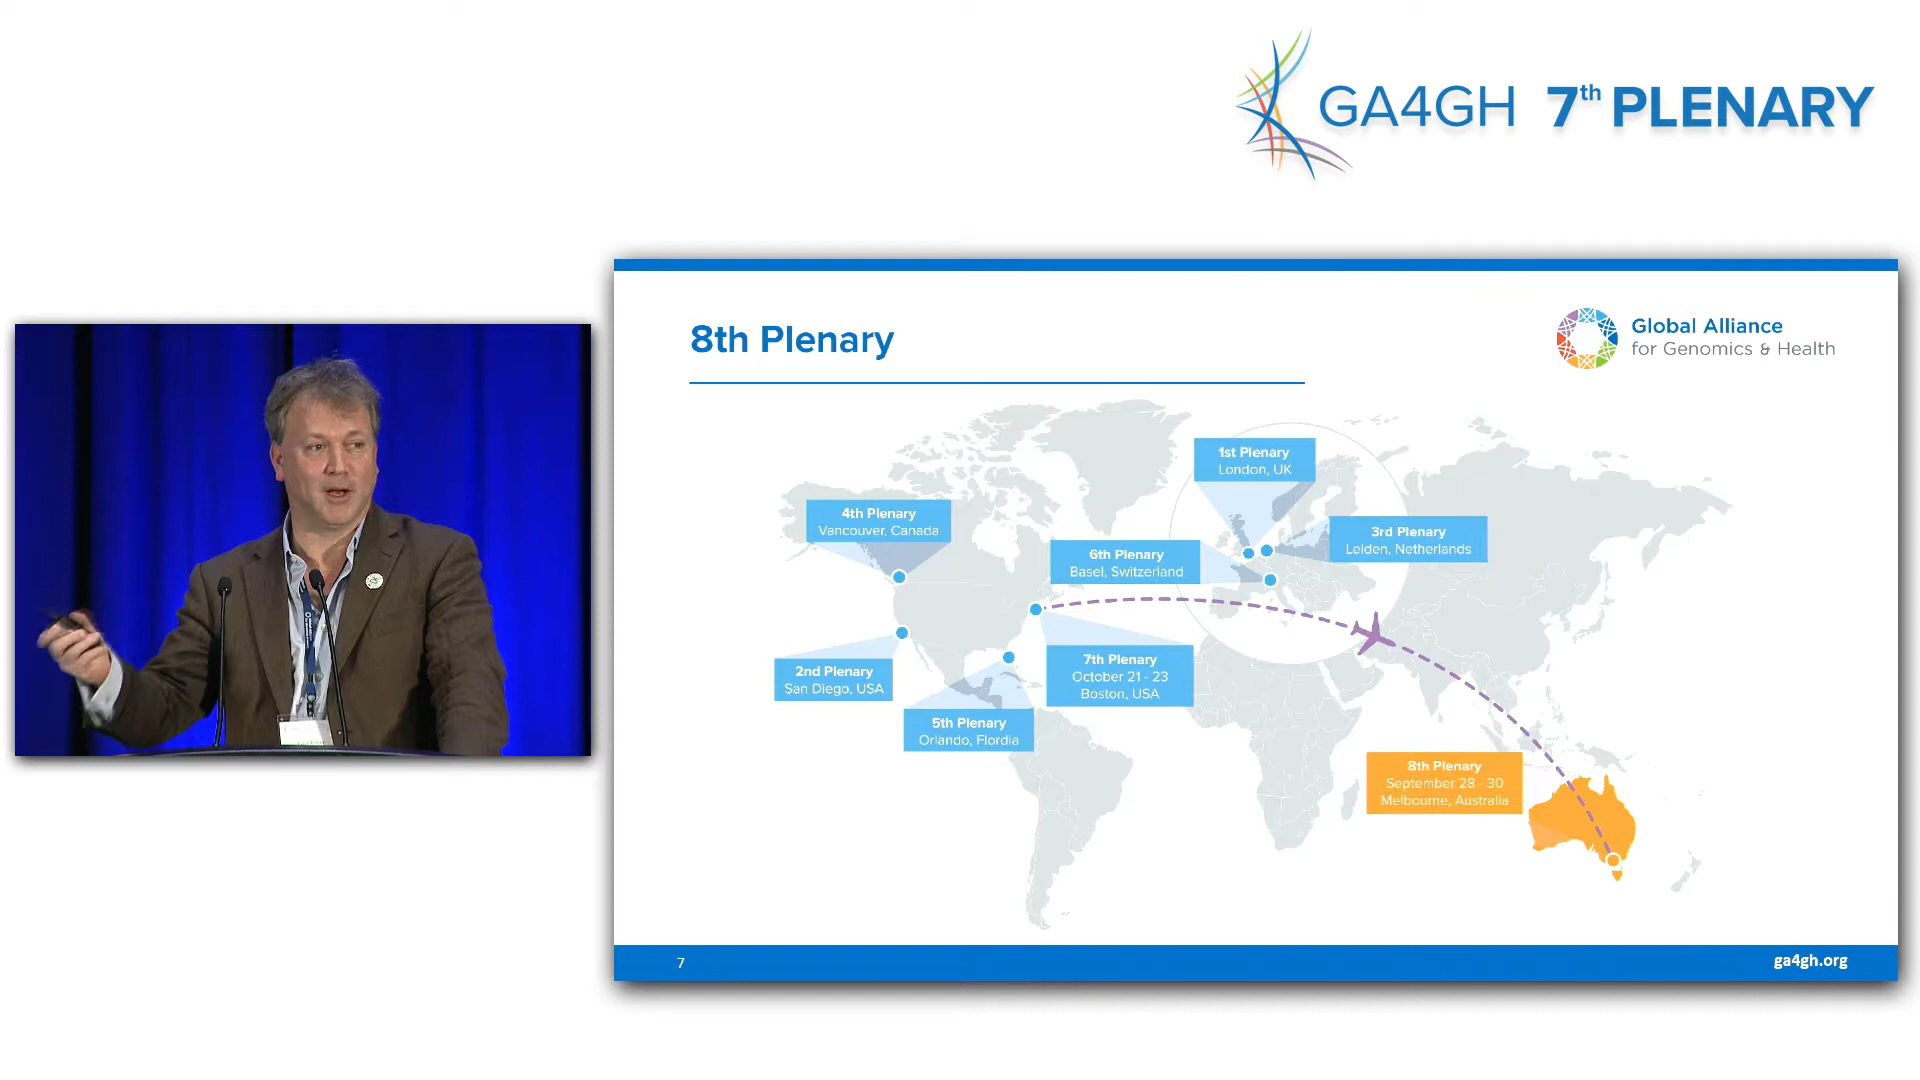 GA4GH 7th PLENARY
8th Plenary
Global Alliance
for Genomics & Health
1st Plenary
London, UK
4th Plenary
Vancouver, Canada
3rd Plenary
Leiden, Netherlands
6th Plenary
Basel, Switzerland
7th Plenary
October 21 - 23
Boston, USA
2nd Plenary
San Diego, USA
5th Plenary
Orlando, Flordia
8th Plenary
September 28 - 30
Melbourne, Australia
7
ga4gh.org